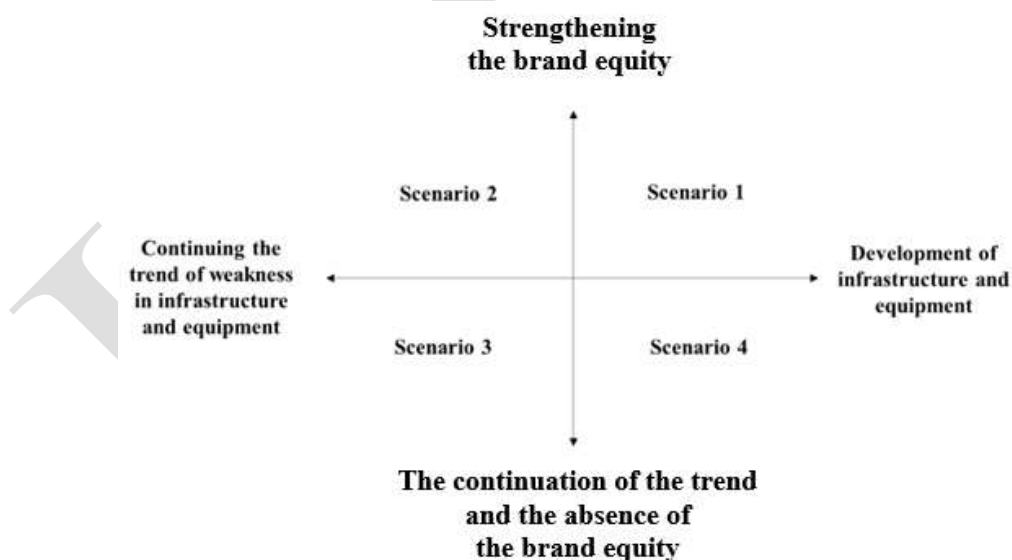 Strengthening
the brand equity
Scenario 2
Scenario 1
Continuing the
trend of weakness
in infrastructure
and equipment
Development of
infrastructure and
equipment
Scenario 3
Scenario 4
The continuation of the trend
and the absence of
the brand equity